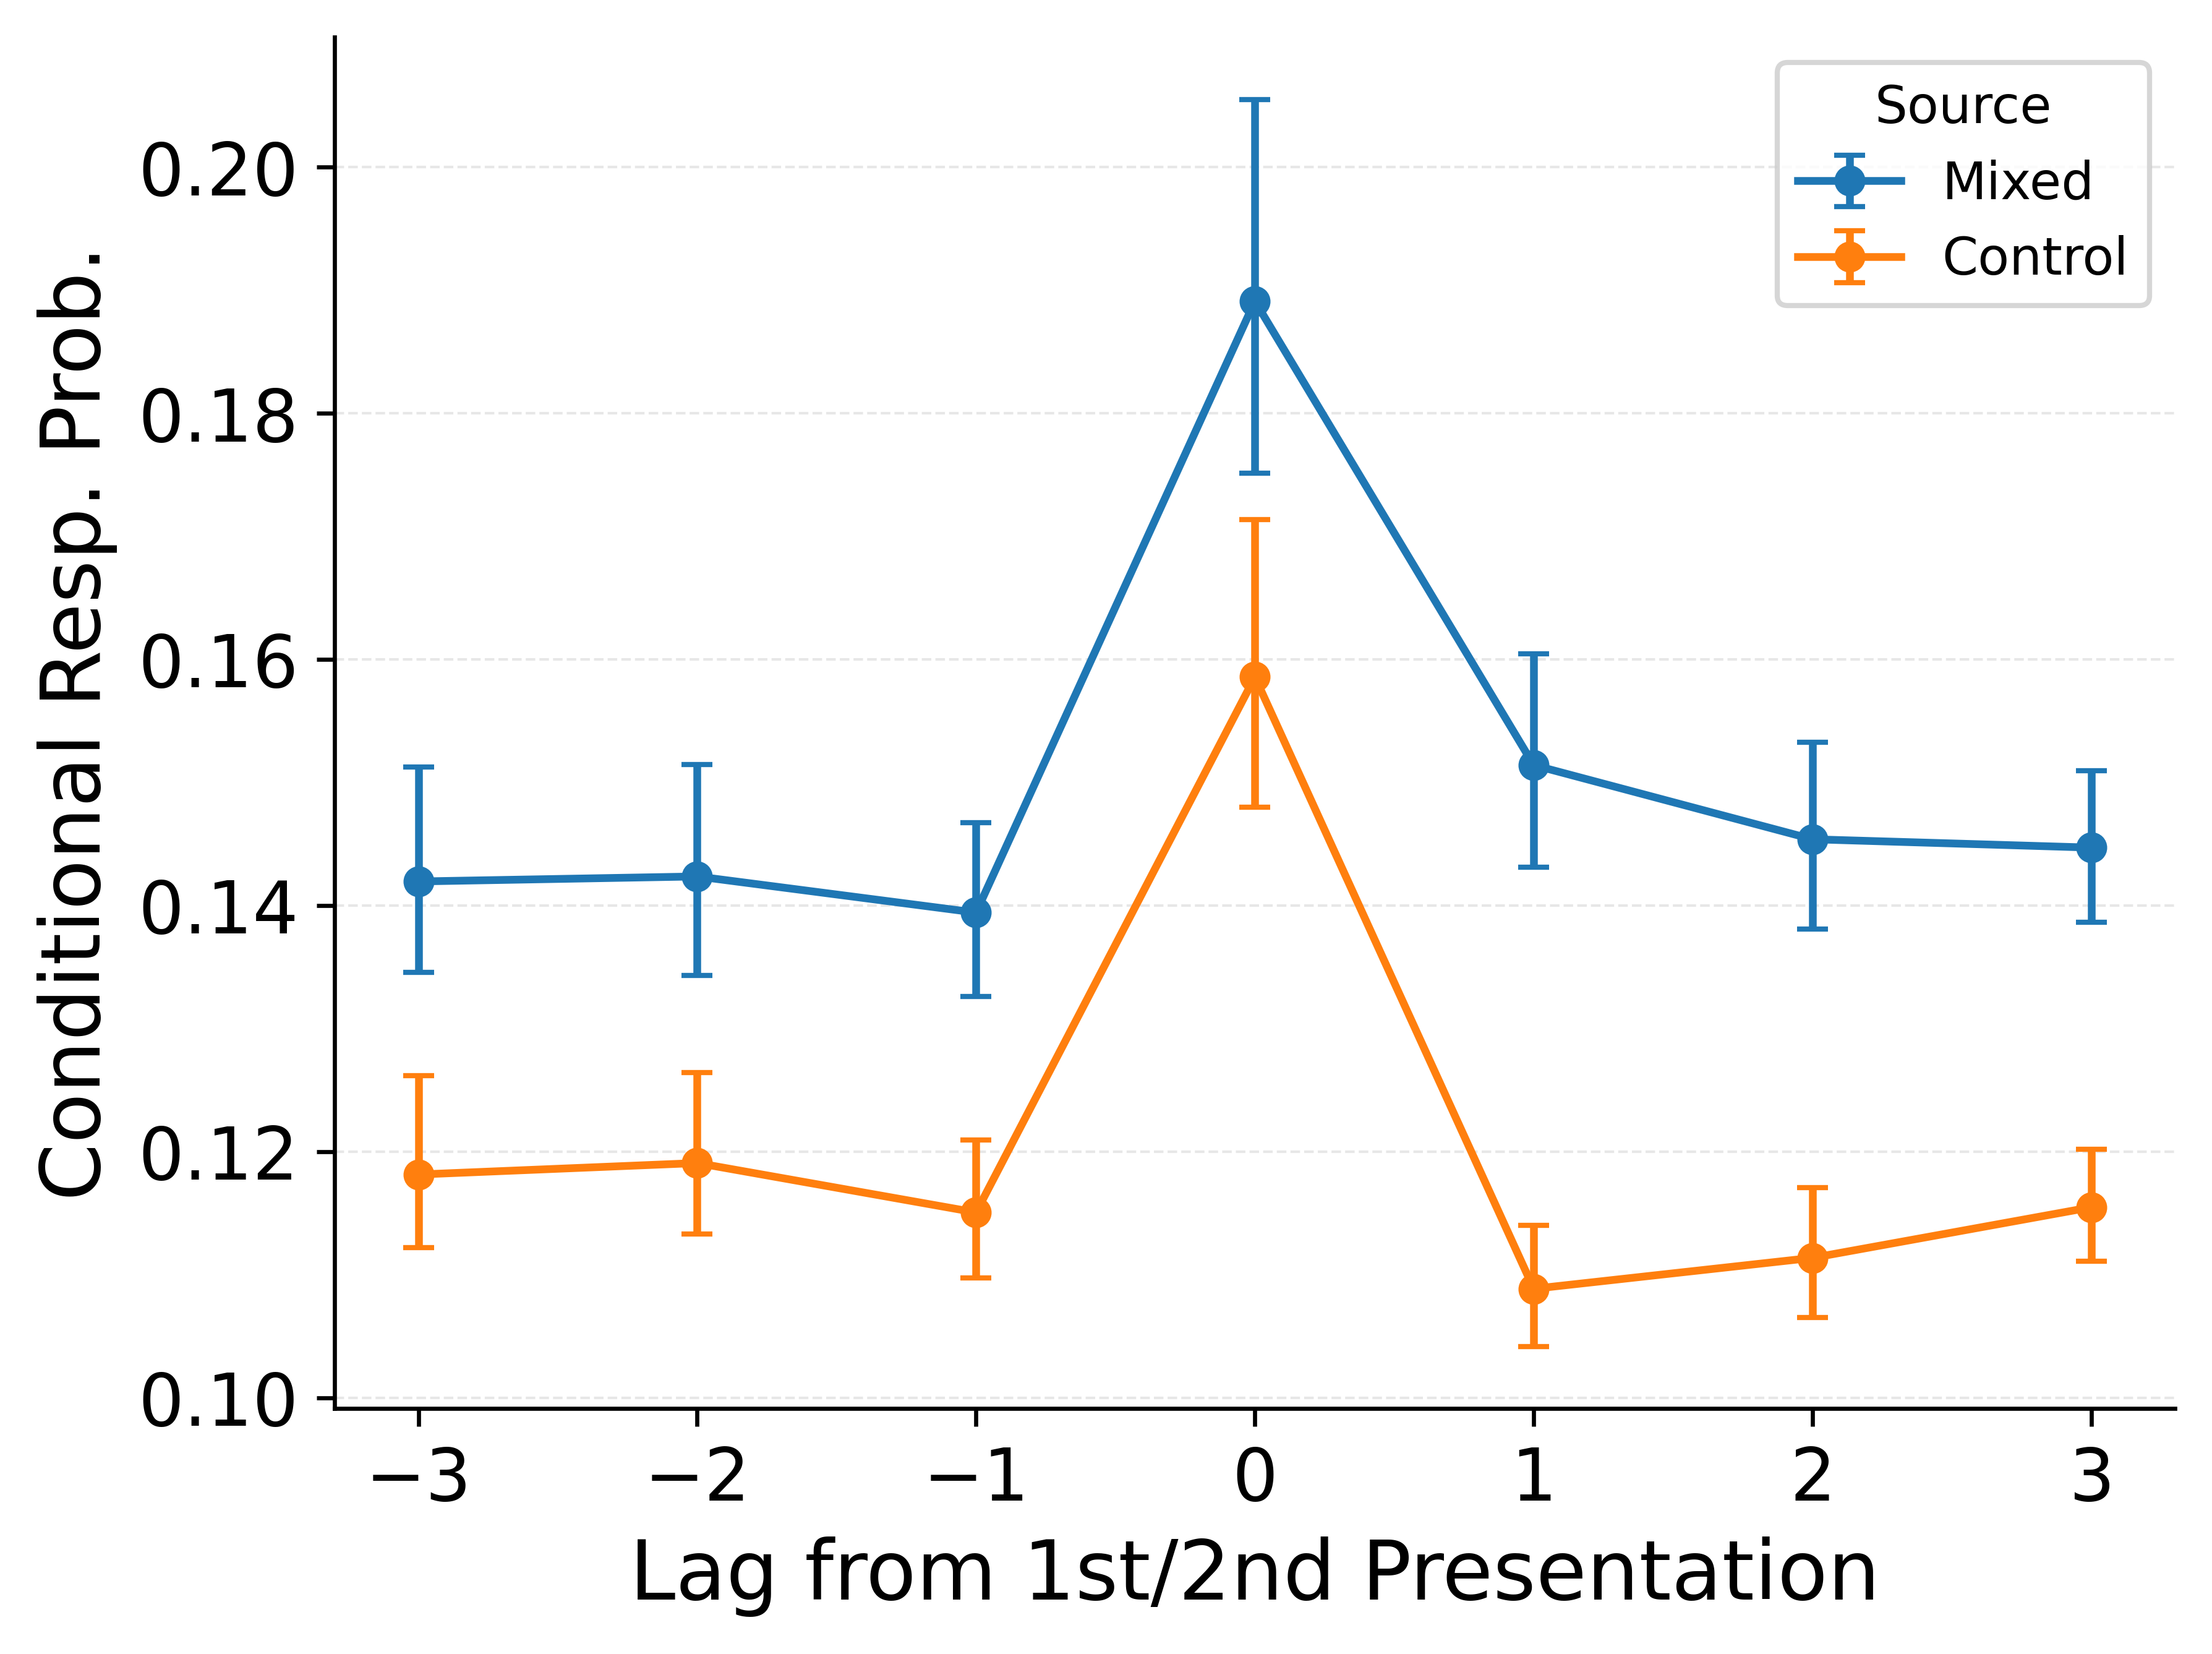 Source
Mixed
Control
Conditional Resp. Prob.
0.20
0.18
0.16
0.14
0.12
0.10
−3 −2 −1 0 1 2 3
Lag from 1st/2nd Presentation